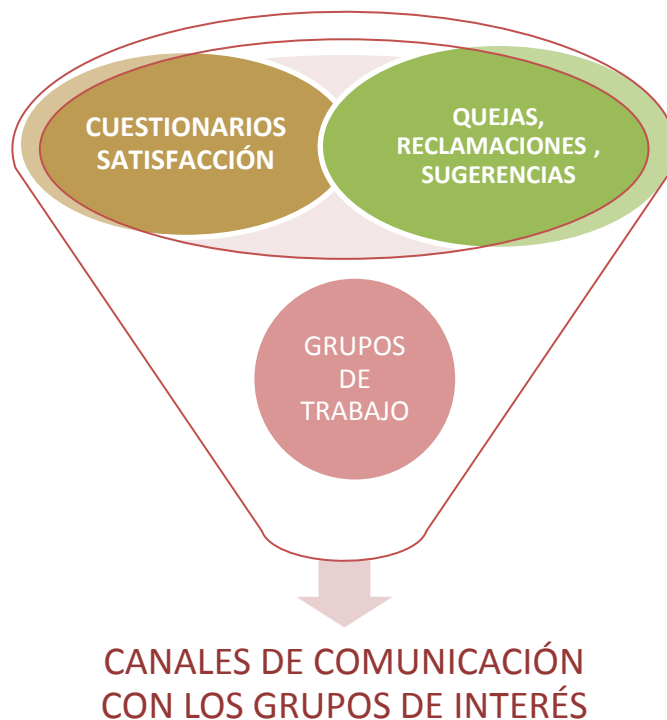 CUESTIONARIOS
SATISFACCIÓN
QUEJAS,
RECLAMACIONES ,
SUGERENCIAS
GRUPOS
DE
TRABAJO
CANALES DE COMUNICACIÓN
CON LOS GRUPOS DE INTERÉS